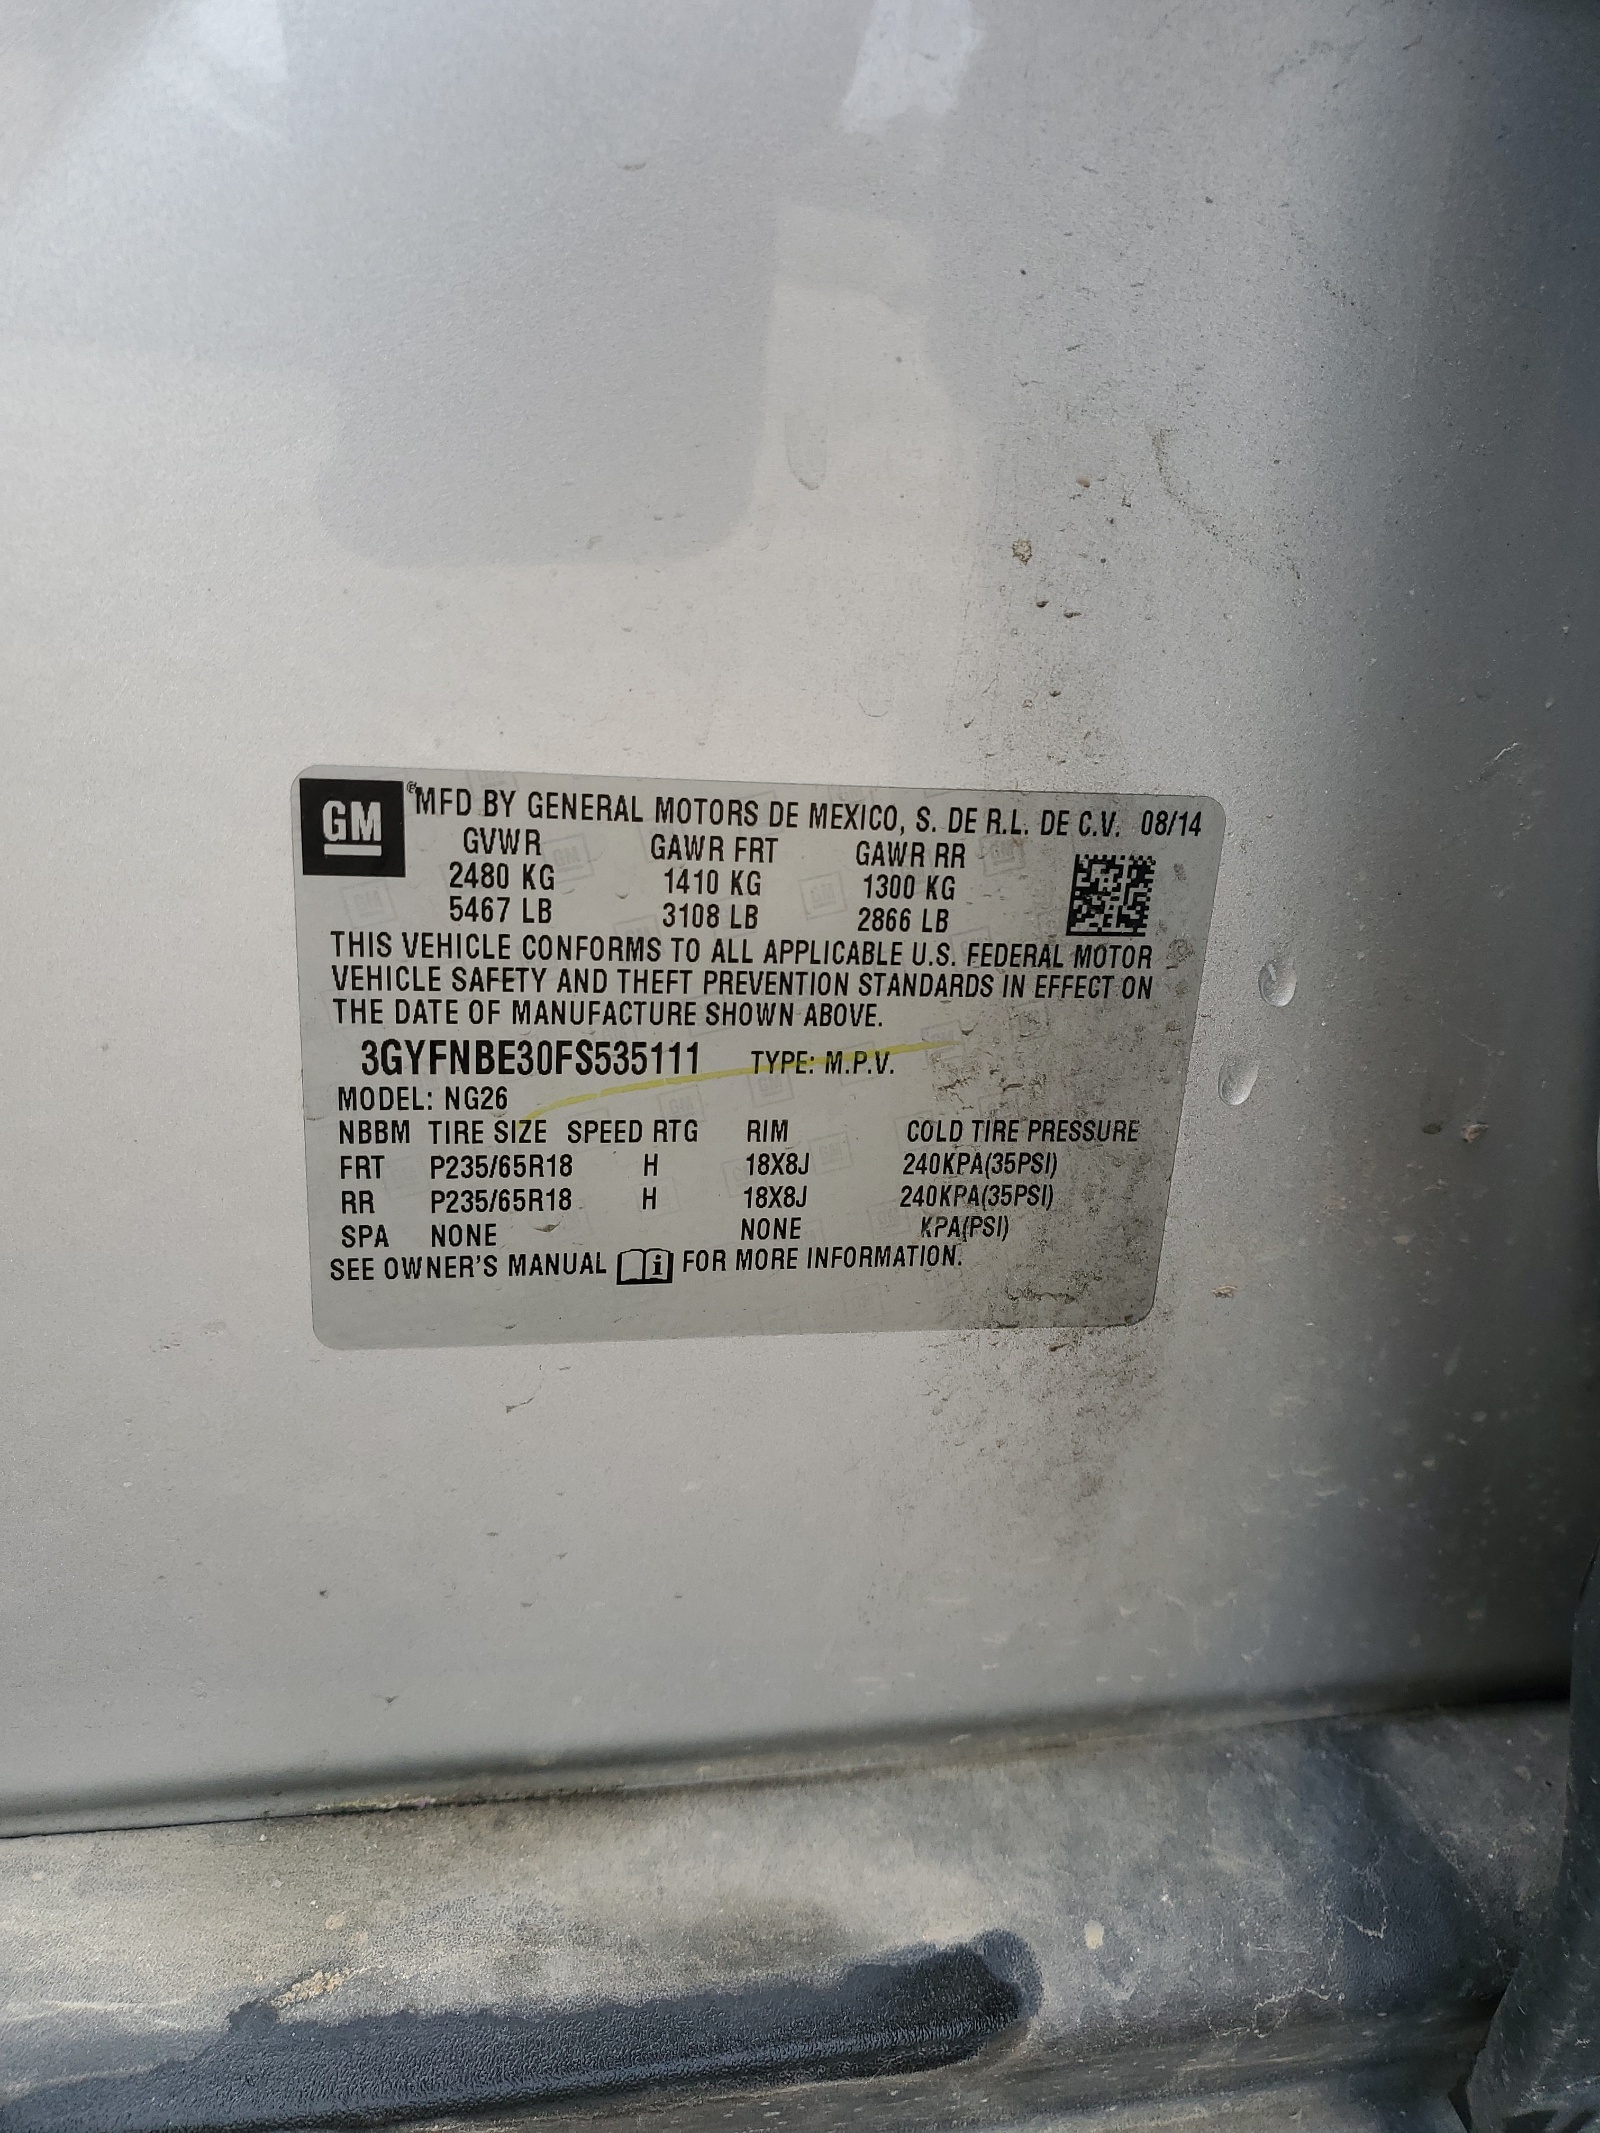 GM ® MFD BY GENERAL MOTORS DE MEXICO, S. DE R.L. DE C.V. 08/14
GVWR GAWR FRT GAWR RR
2480 KG 1410 KG 1300 KG
5467 LB 3108 LB 2866 LB
THIS VEHICLE CONFORMS TO ALL APPLICABLE U.S. FEDERAL MOTOR
VEHICLE SAFETY AND THEFT PREVENTION STANDARDS IN EFFECT ON
THE DATE OF MANUFACTURE SHOWN ABOVE.
3GYFNBE30FS535111 TYPE: M.P.V.
MODEL: NG26
NBBM TIRE SIZE SPEED RTG RIM COLD TIRE PRESSURE
FRT P235/65R18 H 18X8J 240KPA(35PSI)
RR P235/65R18 H 18X8J 240KPA(35PSI)
SPA NONE NONE KPA(PSI)
SEE OWNER'S MANUAL i FOR MORE INFORMATION.